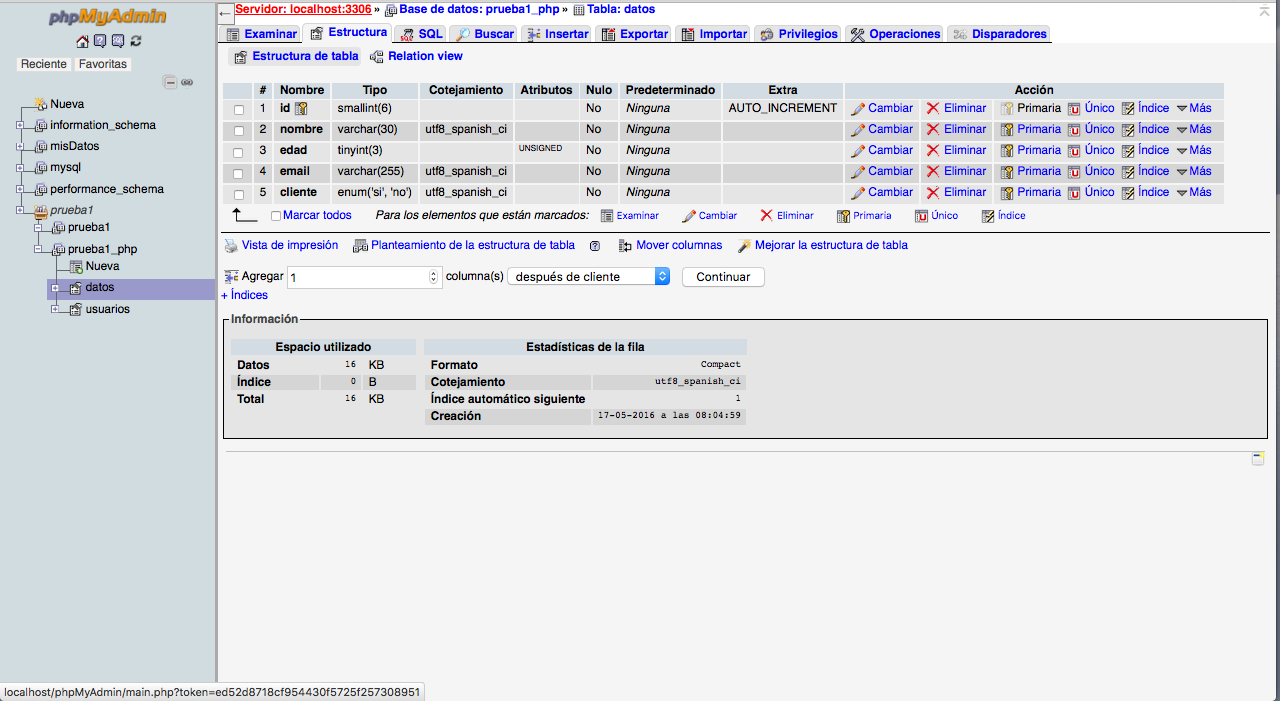 phpMyAdmin
Reciente Favoritas
Nueva
information_schema
misDatos
mysql
performance_schema
prueba1
prueba1
prueba1_php
Nueva
datos
usuarios
Servidor: localhost:3306 » Base de datos: prueba1_php » Tabla: datos
Examinar Estructura SQL Buscar Insertar Exportar Importar Privilegios Operaciones Disparadores
Estructura de tabla Relation view
# Nombre Tipo Cotejamiento Atributos Nulo Predeterminado Extra Acción
1 id smallint(6) No Ninguna AUTO_INCREMENT Cambiar Eliminar Primaria Único Índice Más
2 nombre varchar(30) utf8_spanish_ci No Ninguna Cambiar Eliminar Primaria Único Índice Más
3 edad tinyint(3) UNSIGNED No Ninguna Cambiar Eliminar Primaria Único Índice Más
4 email varchar(255) utf8_spanish_ci No Ninguna Cambiar Eliminar Primaria Único Índice Más
5 cliente enum('si', 'no') utf8_spanish_ci No Ninguna Cambiar Eliminar Primaria Único Índice Más
Marcar todos Para los elementos que están marcados: Examinar Cambiar Eliminar Primaria Único Índice
Vista de impresión Planteamiento de la estructura de tabla Mover columnas Mejorar la estructura de tabla
Agregar 1 columna(s) después de cliente Continuar
+ Índices
Información
Espacio utilizado
Datos 16 KB
Índice 0 B
Total 16 KB
Estadísticas de la fila
Formato Compact
Cotejamiento utf8_spanish_ci
Índice automático siguiente 1
Creación 17-05-2016 a las 08:04:59
localhost/phpMyAdmin/main.php?token=ed52d8718cf954430f5725f257308951